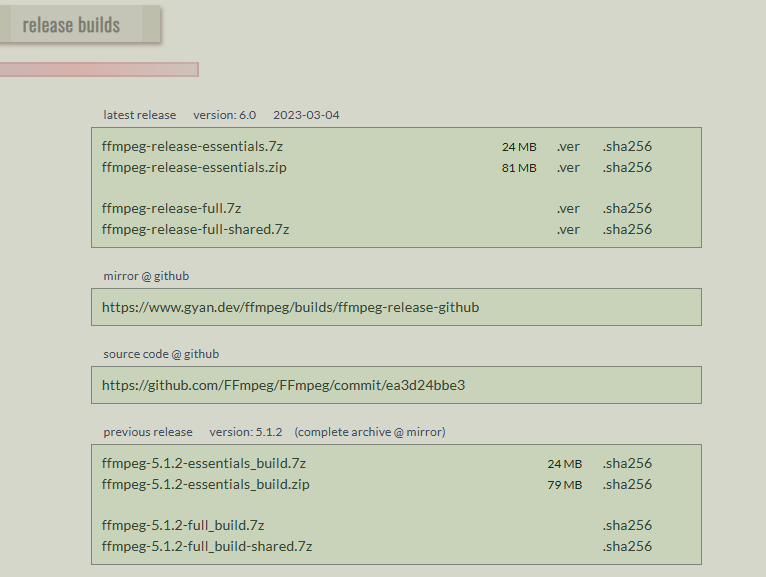 release builds
latest release version: 6.0 2023-03-04
ffmpeg-release-essentials.7z 24 MB .ver .sha256
ffmpeg-release-essentials.zip 81 MB .ver .sha256
ffmpeg-release-full.7z .ver .sha256
ffmpeg-release-full-shared.7z .ver .sha256
mirror @ github
https://www.gyan.dev/ffmpeg/builds/ffmpeg-release-github
source code @ github
https://github.com/FFmpeg/FFmpeg/commit/ea3d24bbe3
previous release version: 5.1.2 (complete archive @ mirror)
ffmpeg-5.1.2-essentials_build.7z 24 MB .sha256
ffmpeg-5.1.2-essentials_build.zip 79 MB .sha256
ffmpeg-5.1.2-full_build.7z .sha256
ffmpeg-5.1.2-full_build-shared.7z .sha256